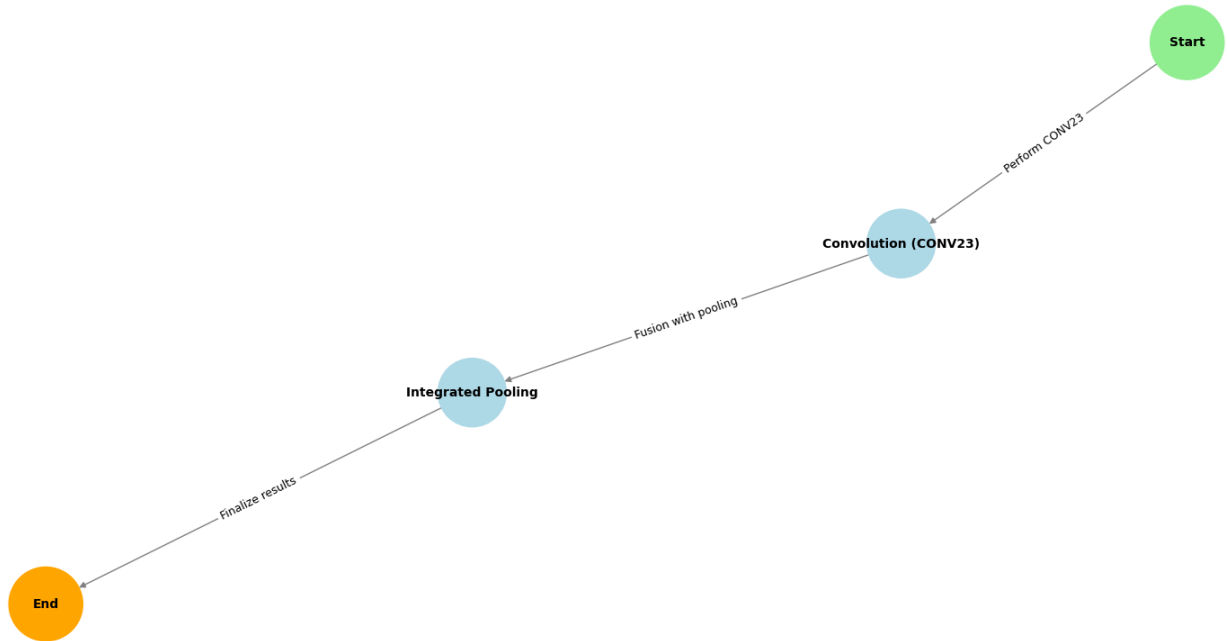 Start
Perform CONV23
Convolution (CONV23)
Fusion with pooling
Integrated Pooling
Finalize results
End